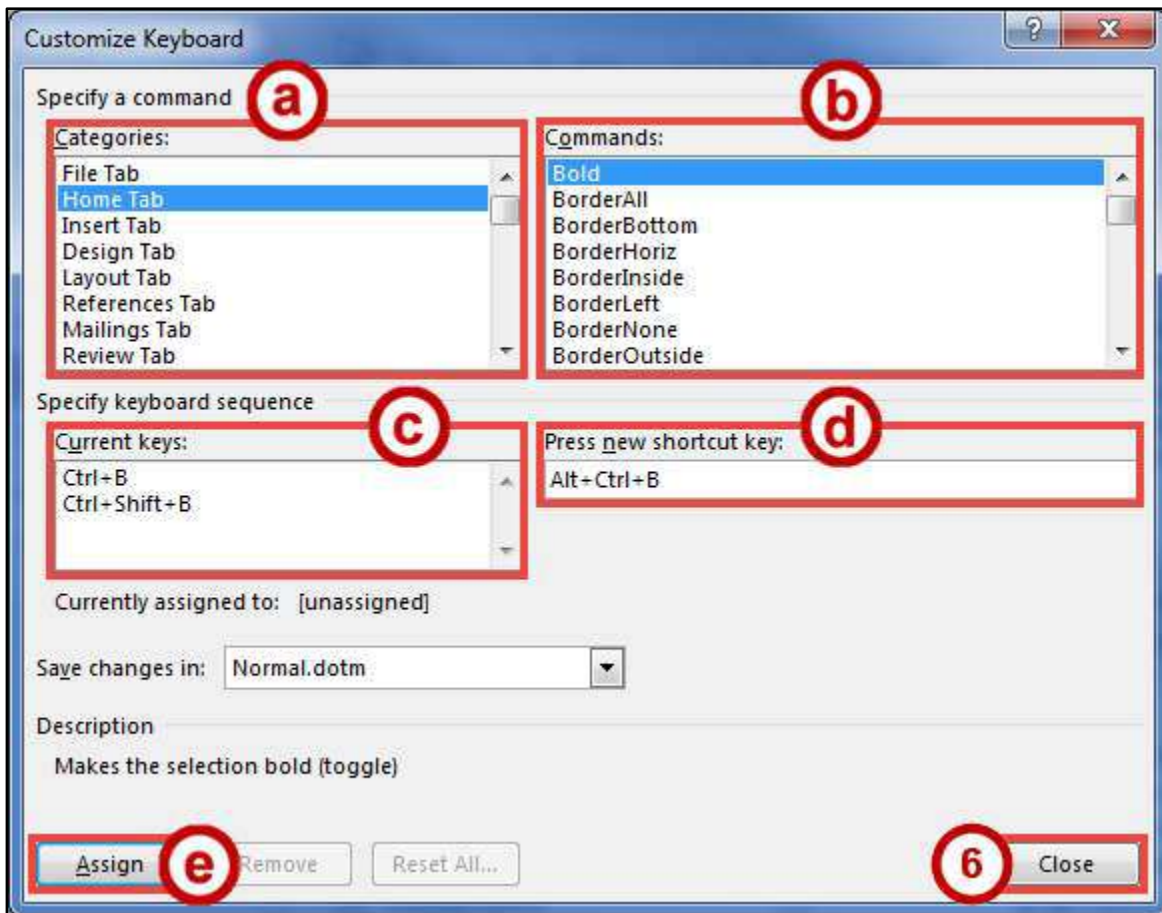 Customize Keyboard
?
X
Specify a command
a
b
Categories:
File Tab
Home Tab
Insert Tab
Design Tab
Layout Tab
References Tab
Mailings Tab
Review Tab
Commands:
Bold
BorderAll
BorderBottom
BorderHoriz
BorderInside
BorderLeft
BorderNone
BorderOutside
Specify keyboard sequence
c
d
Current keys:
Ctrl+B
Ctrl+Shift+B
Press new shortcut key:
Alt+Ctrl+B
Currently assigned to: [unassigned]
Save changes in: Normal.dotm
Description
Makes the selection bold (toggle)
Assign e Remove Reset All... 6 Close